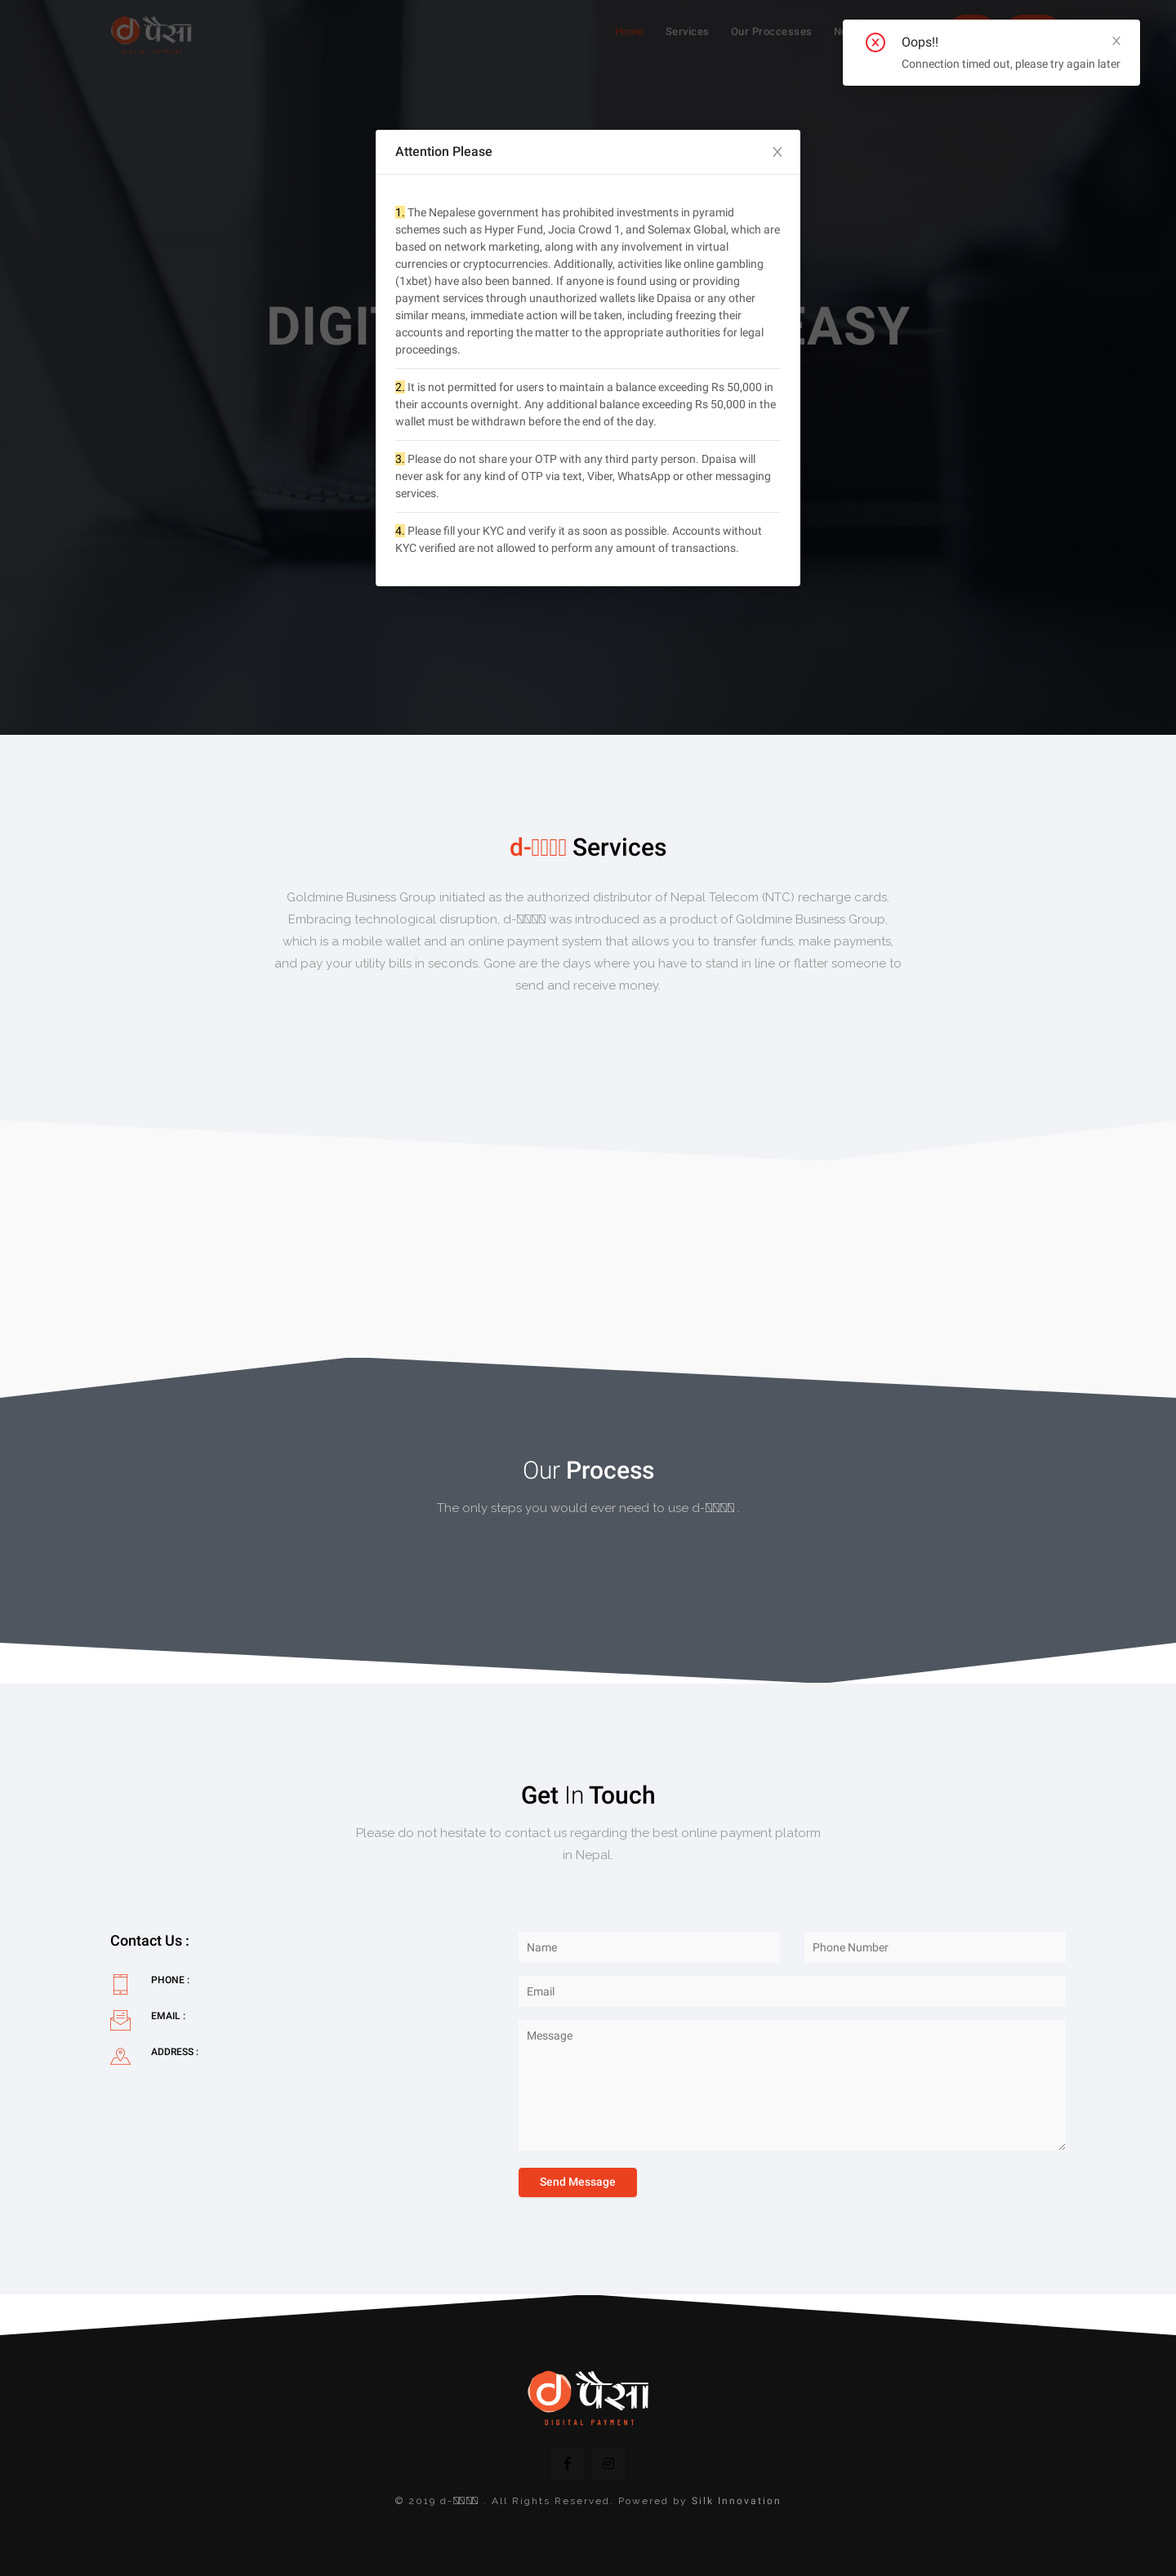 पैसा
Home Services Our Proccesses
Oops!!
Connection timed out, please try again later
Attention Please
1. The Nepalese government has prohibited investments in pyramid
schemes such as Hyper Fund, Jocia Crowd 1, and Solemax Global, which are
based on network marketing, along with any involvement in virtual
currencies or cryptocurrencies. Additionally, activities like online gambling
(1xbet) have also been banned. If anyone is found using or providing
payment services through unauthorized wallets like Dpaisa or any other
similar means, immediate action will be taken, including freezing their
accounts and reporting the matter to the appropriate authorities for legal
proceedings.
EASY
2. It is not permitted for users to maintain a balance exceeding Rs 50,000 in
their accounts overnight. Any additional balance exceeding Rs 50,000 in the
wallet must be withdrawn before the end of the day.
3. Please do not share your OTP with any third party person. Dpaisa will
never ask for any kind of OTP via text, Viber, WhatsApp or other messaging
services.
4. Please fill your KYC and verify it as soon as possible. Accounts without
KYC verified are not allowed to perform any amount of transactions.
d- Services
Goldmine Business Group initiated as the authorized distributor of Nepal Telecom (NTC) recharge cards.
Embracing technological disruption, d- was introduced as a product of Goldmine Business Group,
which is a mobile wallet and an online payment system that allows you to transfer funds, make payments,
and pay your utility bills in seconds. Gone are the days where you have to stand in line or flatter someone to
send and receive money.
Our Process
The only steps you would ever need to use d- .
Get In Touch
Please do not hesitate to contact us regarding the best online payment platorm
in Nepal.
Contact Us :
PHONE :
EMAIL :
ADDRESS :
Name
Phone Number
Email
Message
Send Message
d पैसा
DIGITAL PAYMENT
© 2019 d- . All Rights Reserved. Powered by Silk Innovation